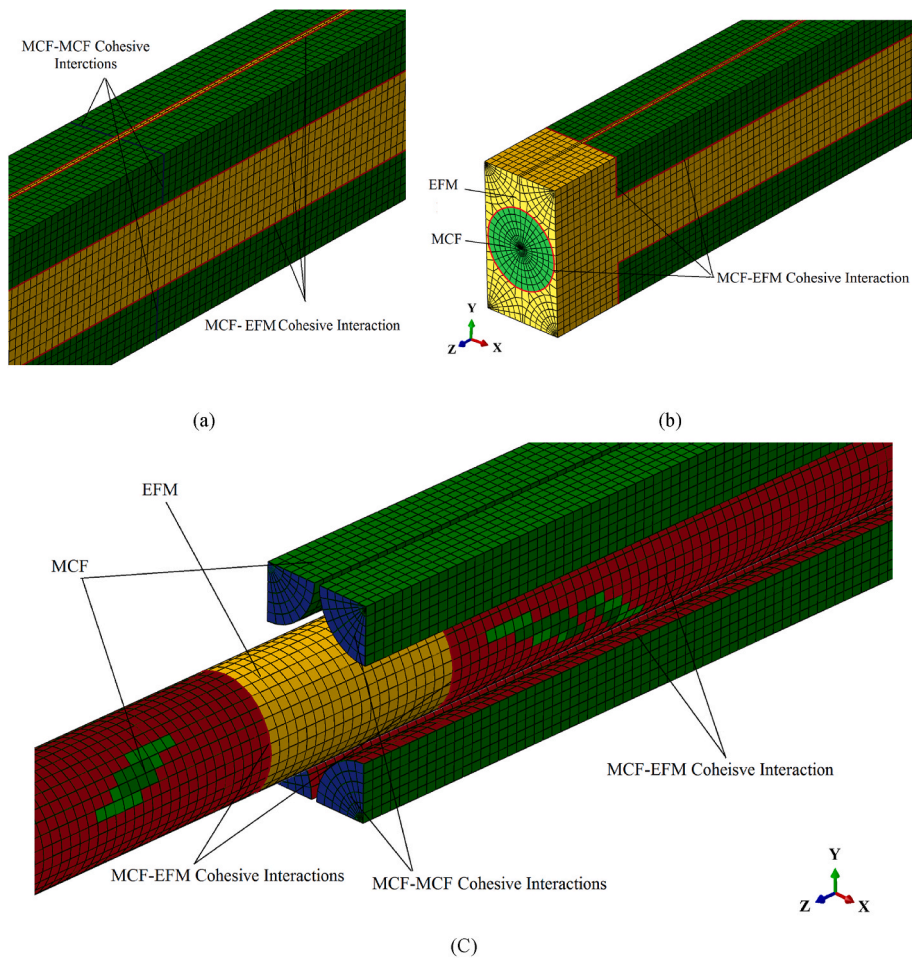 MCF-MCF Cohesive
Interctions
MCF- EFM Cohesive Interaction
(a)
EFM
MCF
MCF-EFM Cohesive Interaction
Y
Z
X
(b)
EFM
MCF
MCF-EFM Coheisve Interaction
MCF-EFM Cohesive Interactions
MCF-MCF Cohesive Interactions
Y
Z
X
(C)